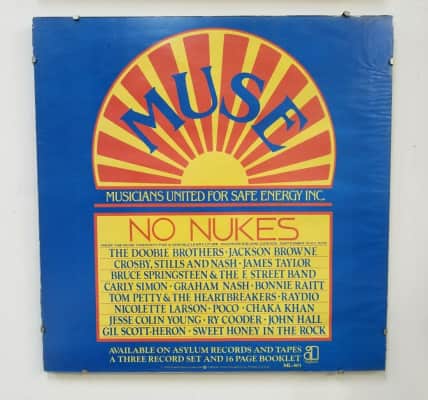 MUSE
MUSICIANS UNITED FOR SAFE ENERGY INC.
NO NUKES
THE DOOBIE BROTHERS · JACKSON BROWNE
CROSBY, STILLS AND NASH · JAMES TAYLOR
BRUCE SPRINGSTEEN & THE E STREET BAND
CARLY SIMON · GRAHAM NASH · BONNIE RAITT
TOM PETTY & THE HEARTBREAKERS · RAYDIO
NICOLETTE LARSON · POCO · CHAKA KHAN
JESSE COLIN YOUNG · RY COODER · JOHN HALL
GIL SCOTT-HERON · SWEET HONEY IN THE ROCK
AVAILABLE ON ASYLUM RECORDS AND TAPES
A THREE RECORD SET AND 16 PAGE BOOKLET
ML-801